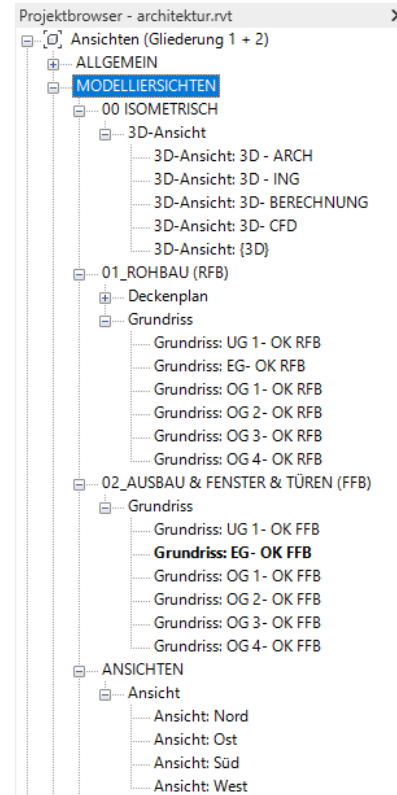 Projektbrowser - architektur.rvt
Ansichten (Gliederung 1 + 2)
ALLGEMEIN
MODELLIERSICHTEN
00 ISOMETRISCH
3D-Ansicht
3D-Ansicht: 3D - ARCH
3D-Ansicht: 3D - ING
3D-Ansicht: 3D- BERECHNUNG
3D-Ansicht: 3D- CFD
3D-Ansicht: {3D}
01_ROHBAU (RFB)
Deckenplan
Grundriss
Grundriss: UG 1- OK RFB
Grundriss: EG- OK RFB
Grundriss: OG 1- OK RFB
Grundriss: OG 2- OK RFB
Grundriss: OG 3- OK RFB
Grundriss: OG 4- OK RFB
02_AUSBAU & FENSTER & TÜREN (FFB)
Grundriss
Grundriss: UG 1- OK FFB
Grundriss: EG- OK FFB
Grundriss: OG 1- OK FFB
Grundriss: OG 2- OK FFB
Grundriss: OG 3- OK FFB
Grundriss: OG 4- OK FFB
ANSICHTEN
Ansicht
Ansicht: Nord
Ansicht: Ost
Ansicht: Süd
Ansicht: West